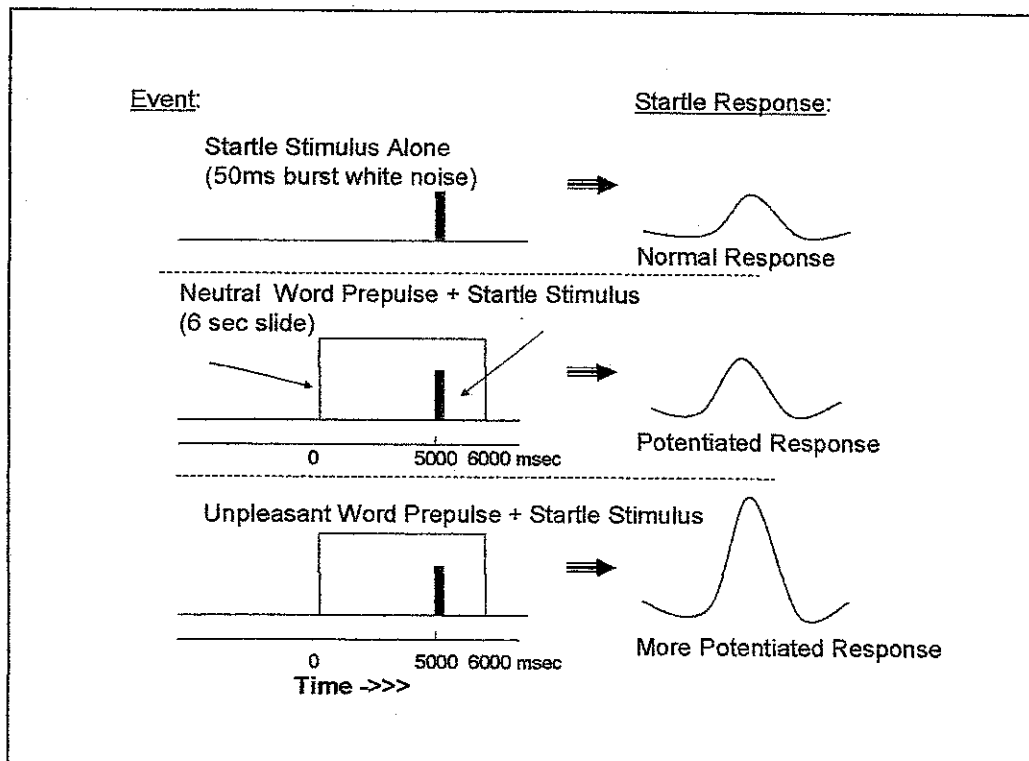 Event:
Startle Response:
Startle Stimulus Alone
(50ms burst white noise)
Normal Response
Neutral Word Prepulse + Startle Stimulus
(6 sec slide)
Potentiated Response
0 5000 6000 msec
Unpleasant Word Prepulse + Startle Stimulus
More Potentiated Response
0 5000 6000 msec
Time ->>>